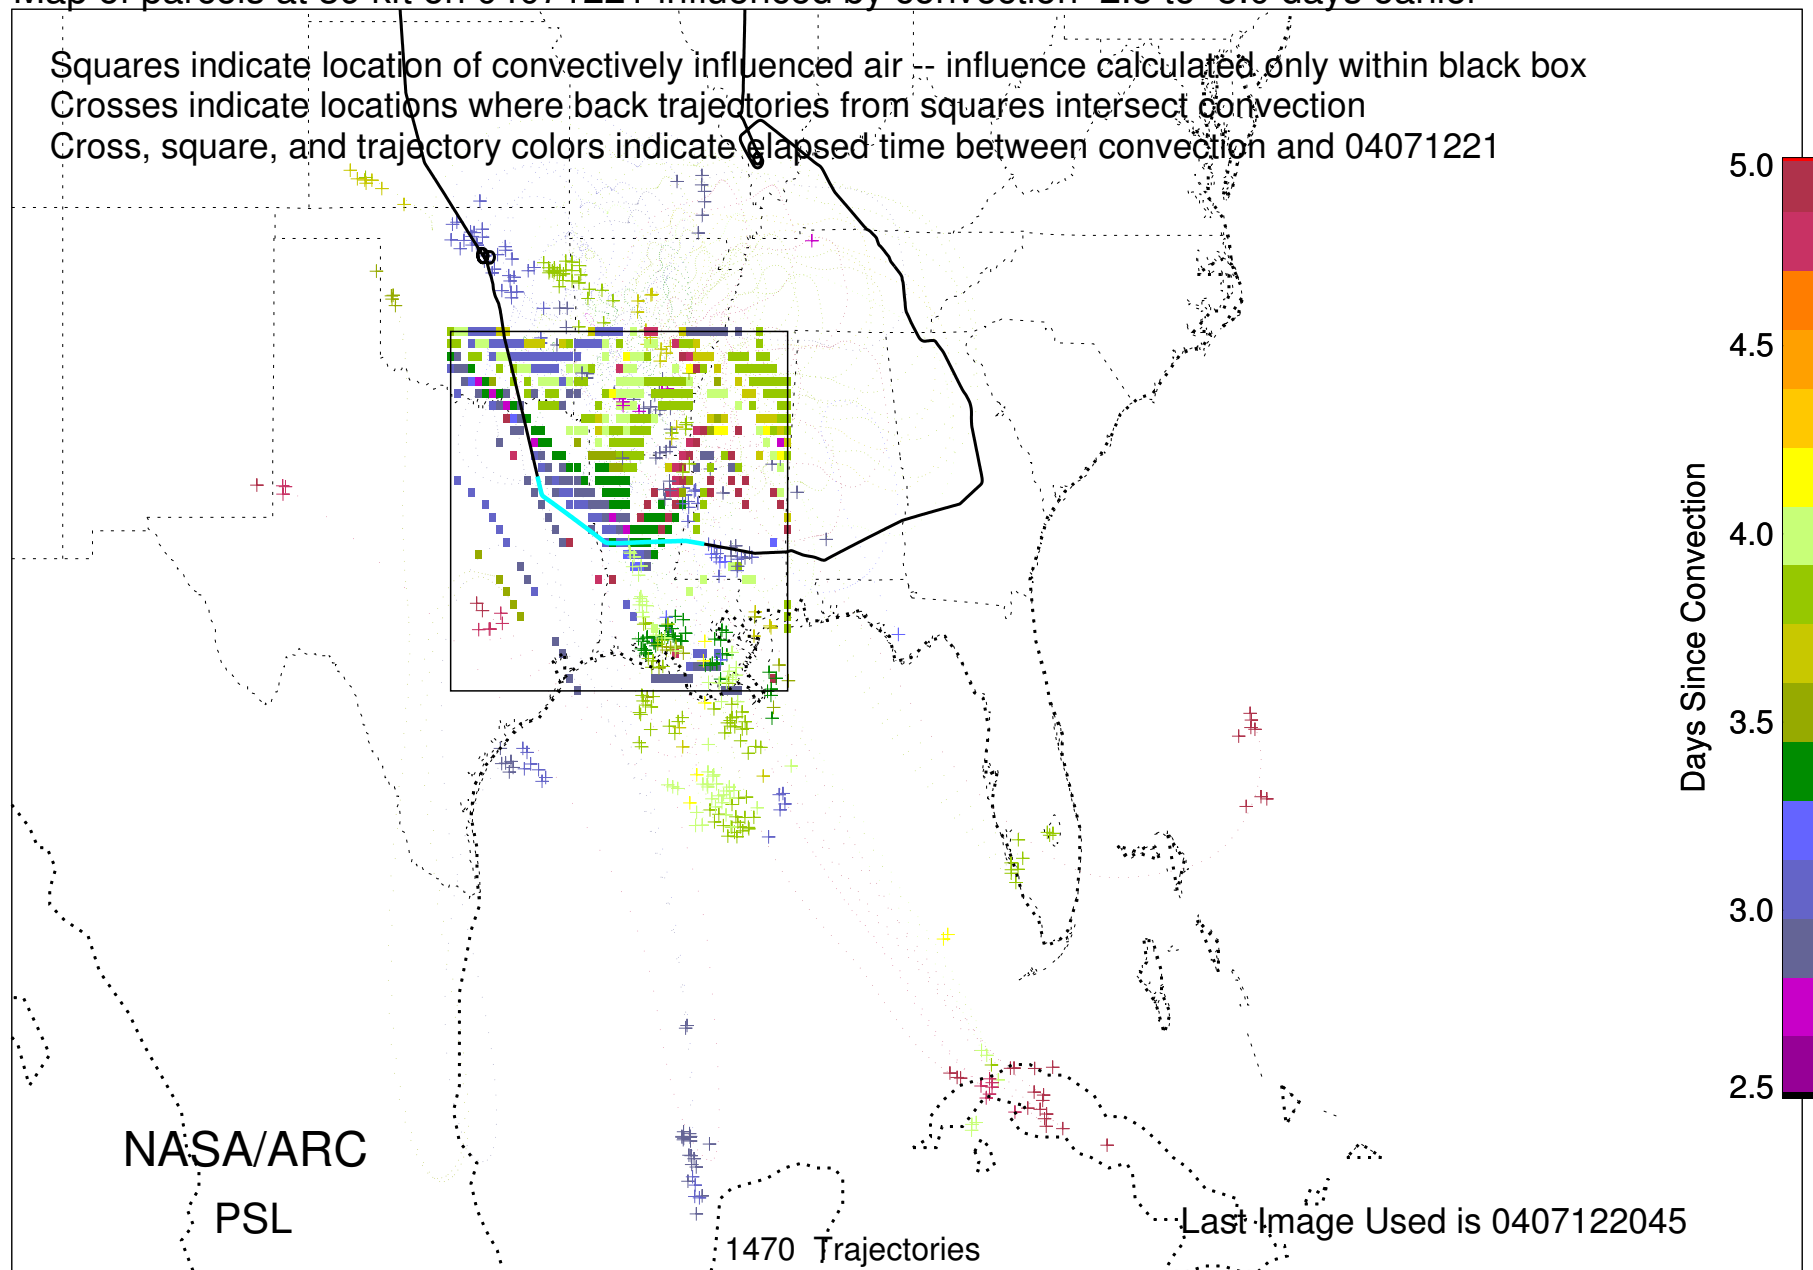 Squares indicate location of convectively influenced air -- influence calculated only within black box
Crosses indicate locations where back trajectories from squares intersect convection
Cross, square, and trajectory colors indicate elapsed time between convection and 04071221
5.0
4.5
4.0
3.5
3.0
2.5
Days Since Convection
NASA/ARC
PSL
1470 Trajectories
Last Image Used is 0407122045